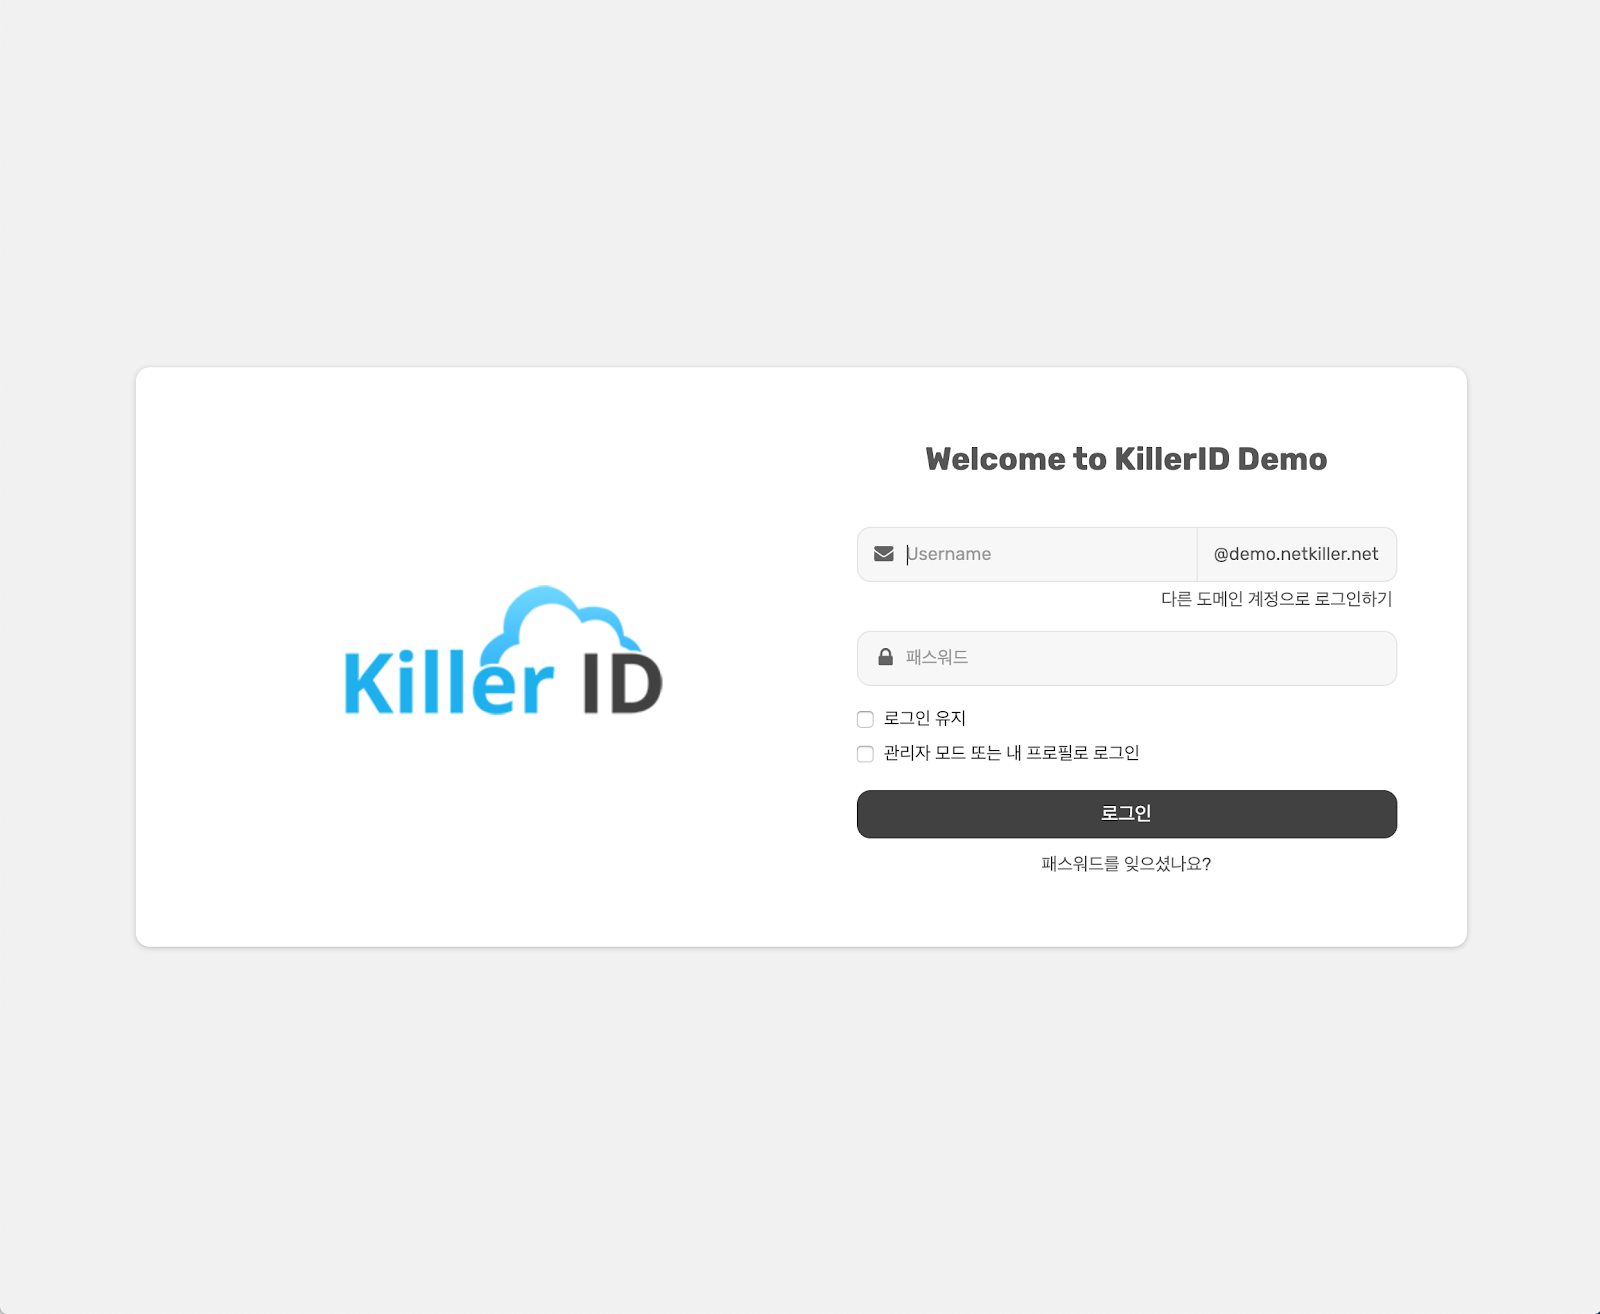 Killer ID
Welcome to KillerID Demo
Username
@demo.netkiller.net
다른 도메인 계정으로 로그인하기
패스워드
로그인 유지
관리자 모드 또는 내 프로필로 로그인
로그인
패스워드를 잊으셨나요?